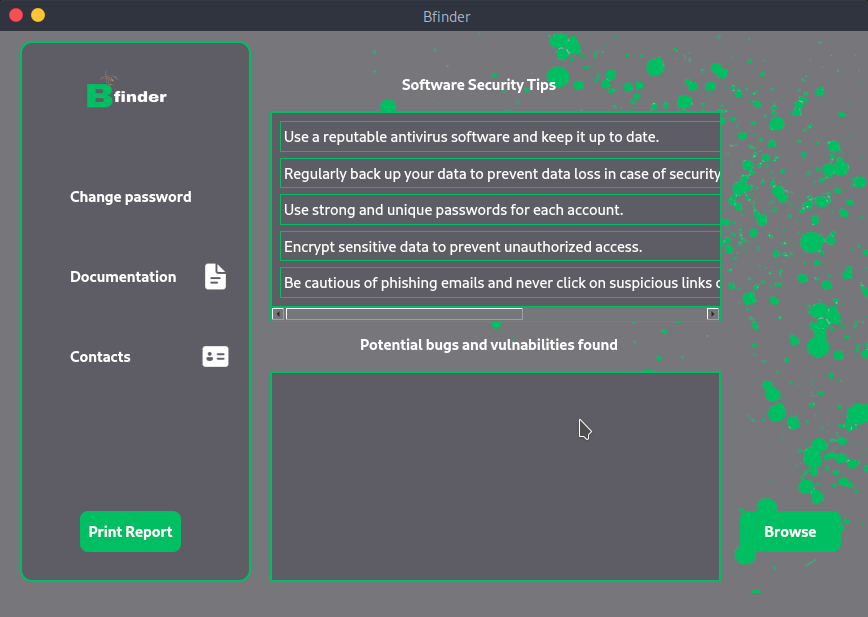 Bfinder
Bfinder
Software Security Tips
Use a reputable antivirus software and keep it up to date.
Regularly back up your data to prevent data loss in case of security
Use strong and unique passwords for each account.
Encrypt sensitive data to prevent unauthorized access.
Be cautious of phishing emails and never click on suspicious links
Change password
Documentation
Contacts
Potential bugs and vulnabilities found
Print Report
Browse